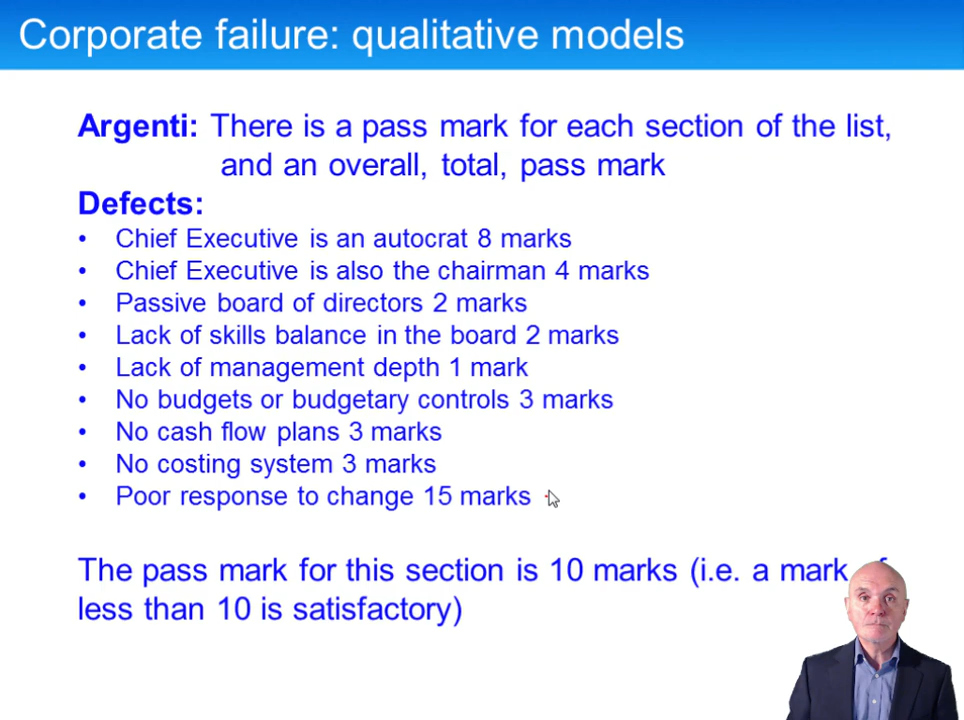 Corporate failure: qualitative models
Argenti: There is a pass mark for each section of the list,
and an overall, total, pass mark
Defects:
• Chief Executive is an autocrat 8 marks
• Chief Executive is also the chairman 4 marks
• Passive board of directors 2 marks
• Lack of skills balance in the board 2 marks
• Lack of management depth 1 mark
• No budgets or budgetary controls 3 marks
• No cash flow plans 3 marks
• No costing system 3 marks
• Poor response to change 15 marks
The pass mark for this section is 10 marks (i.e. a mark
less than 10 is satisfactory)